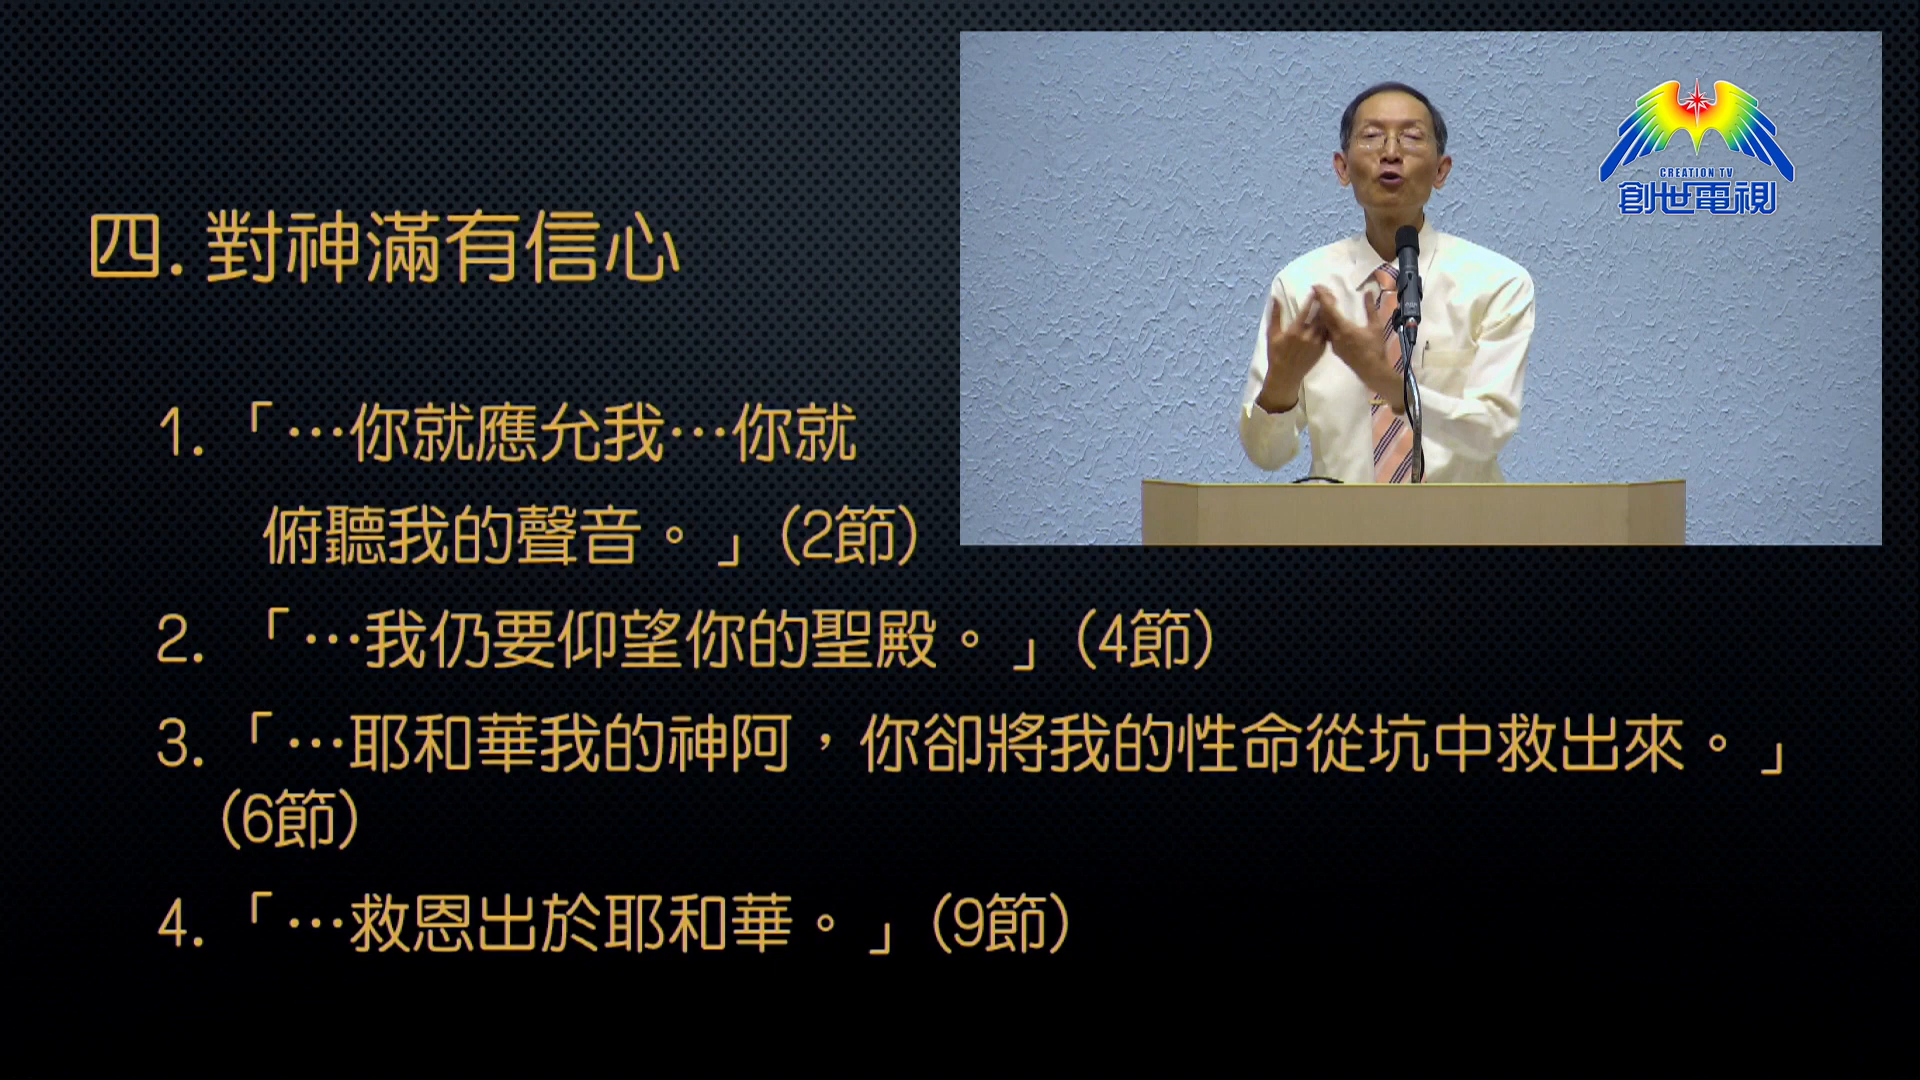 四. 對神滿有信心
1. 「…你就應允我…你就
俯聽我的聲音。」(2節)
2. 「…我仍要仰望你的聖殿。」(4節)
3. 「…耶和華我的神阿，你卻將我的性命從坑中救出來。」
(6節)
4. 「…救恩出於耶和華。」(9節)
CREATION TV
創世電視